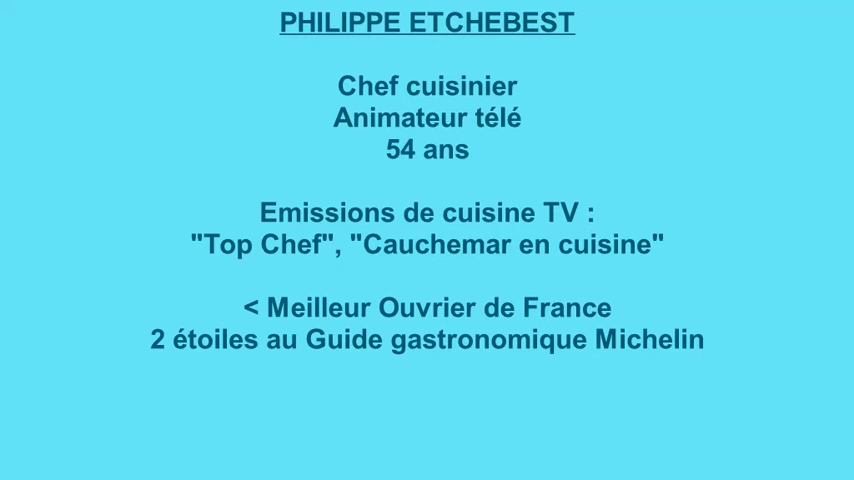 PHILIPPE ETCHEBEST
Chef cuisinier
Animateur télé
54 ans
Emissions de cuisine TV :
"Top Chef", "Cauchemar en cuisine"
< Meilleur Ouvrier de France
2 étoiles au Guide gastronomique Michelin